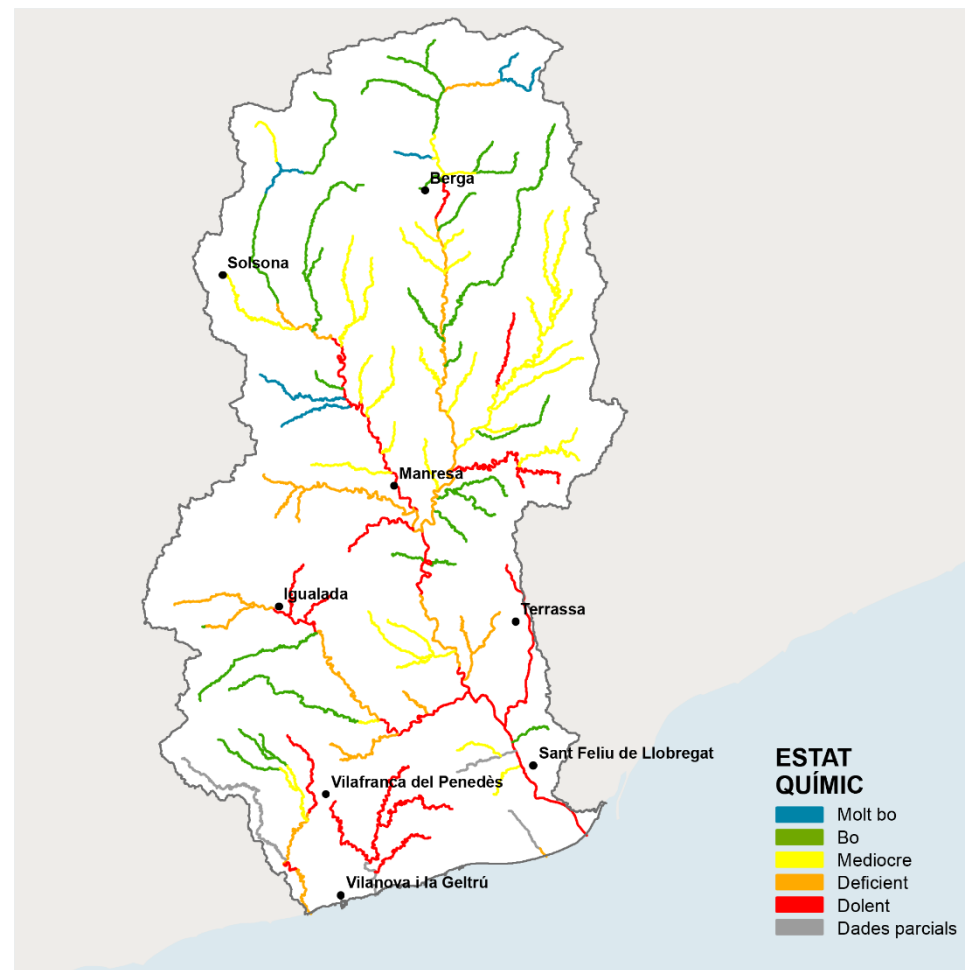 Berga
Solsona
Manresa
Igualada
Terrassa
Sant Feliu de Llobregat
Vilafranca del Penedès
Vilanova i la Geltrú
ESTAT
QUÍMIC
Molt bo
Bo
Mediocre
Deficient
Dolent
Dades parcials